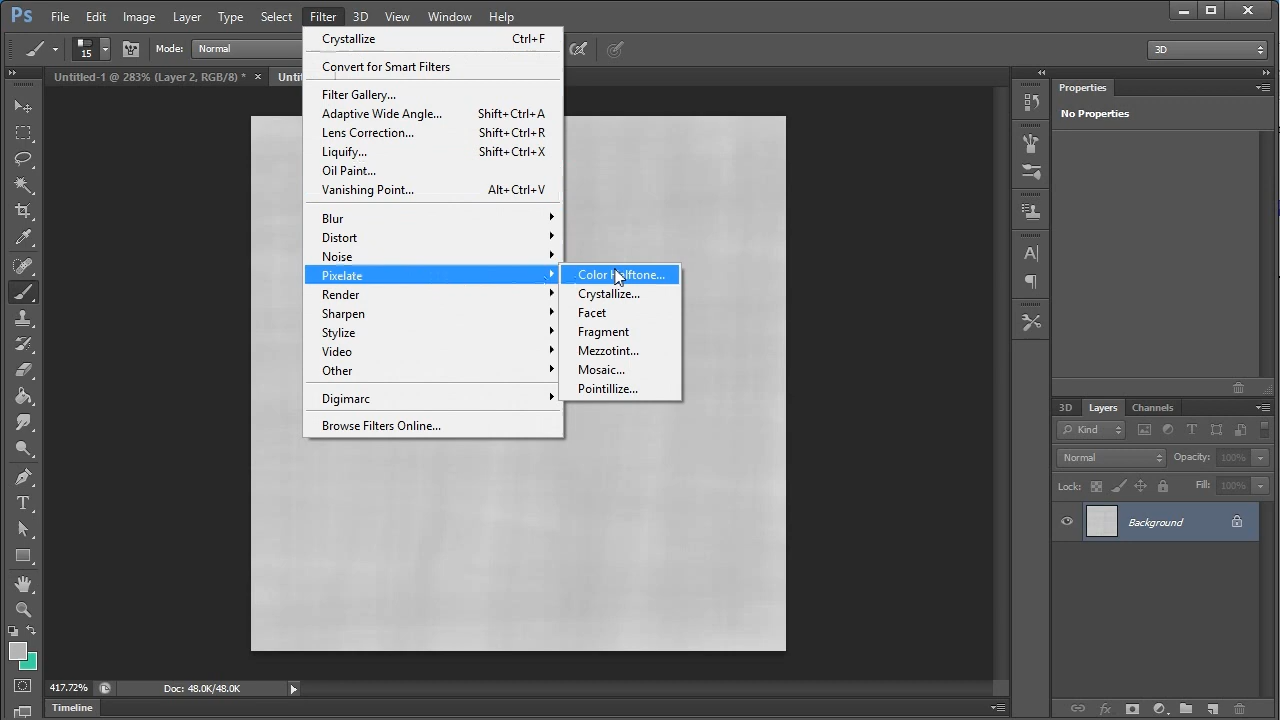 Ps File Edit Image Layer Type Select Filter 3D View Window Help
15 Mode: Normal 3D
Untitled-1 @ 283% (Layer 2, RGB/8) * × Unti
Crystallize Ctrl+F
Convert for Smart Filters
Filter Gallery...
Adaptive Wide Angle... Shift+Ctrl+A
Lens Correction... Shift+Ctrl+R
Liquify... Shift+Ctrl+X
Oil Paint...
Vanishing Point... Alt+Ctrl+V
Blur
Distort
Noise
Pixelate
Render
Sharpen
Stylize
Video
Other
Digimarc
Browse Filters Online...
Color Halftone...
Crystallize...
Facet
Fragment
Mezzotint...
Mosaic...
Pointillize...
Properties
No Properties
3D Layers Channels
Kind
Normal Opacity: 100%
Lock: Fill: 100%
Background
417.72% Doc: 48.0K/48.0K
Timeline